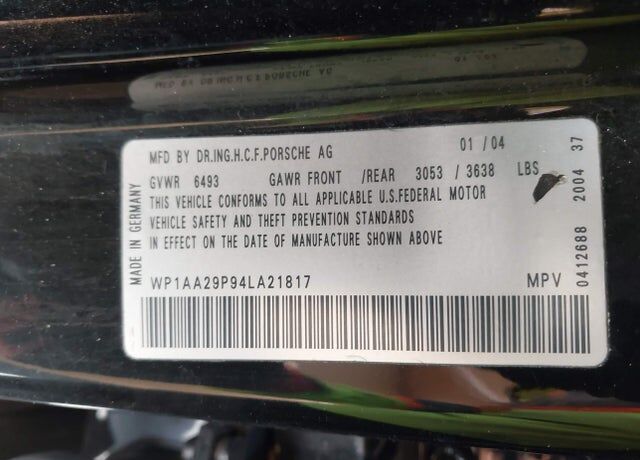 MFD BY DR.ING.H.C.F.PORSCHE AG 01 / 04
GVWR 6493 GAWR FRONT /REAR 3053 / 3638 LBS
THIS VEHICLE CONFORMS TO ALL APPLICABLE U.S.FEDERAL MOTOR
VEHICLE SAFETY AND THEFT PREVENTION STANDARDS
IN EFFECT ON THE DATE OF MANUFACTURE SHOWN ABOVE
WP1AA29P94LA21817 MPV
MADE IN GERMANY
0412688 2004 37